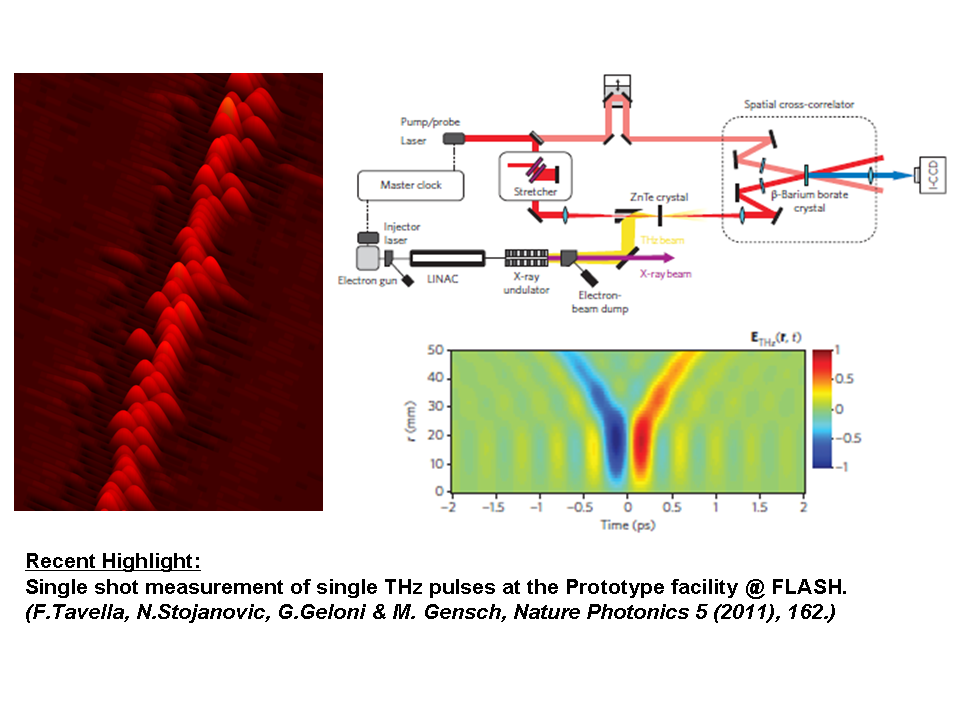 Pump/probe
Laser
Spatial cross-correlator
Master clock
Stretcher
ZnTe crystal
β-Barium borate
crystal
I-CCD
Injector
laser
THz beam
Electron gun
LINAC
X-ray
undulator
X-ray beam
Electron-
beam dump
E_THz(r, t)
50
40
30
20
10
0
r (mm)
1
0.5
0
−0.5
−1
−2
−1.5
−1
−0.5
0
0.5
1
1.5
2
Time (ps)
Recent Highlight:
Single shot measurement of single THz pulses at the Prototype facility @ FLASH.
(F.Tavella, N.Stojanovic, G.Geloni & M. Gensch, Nature Photonics 5 (2011), 162.)